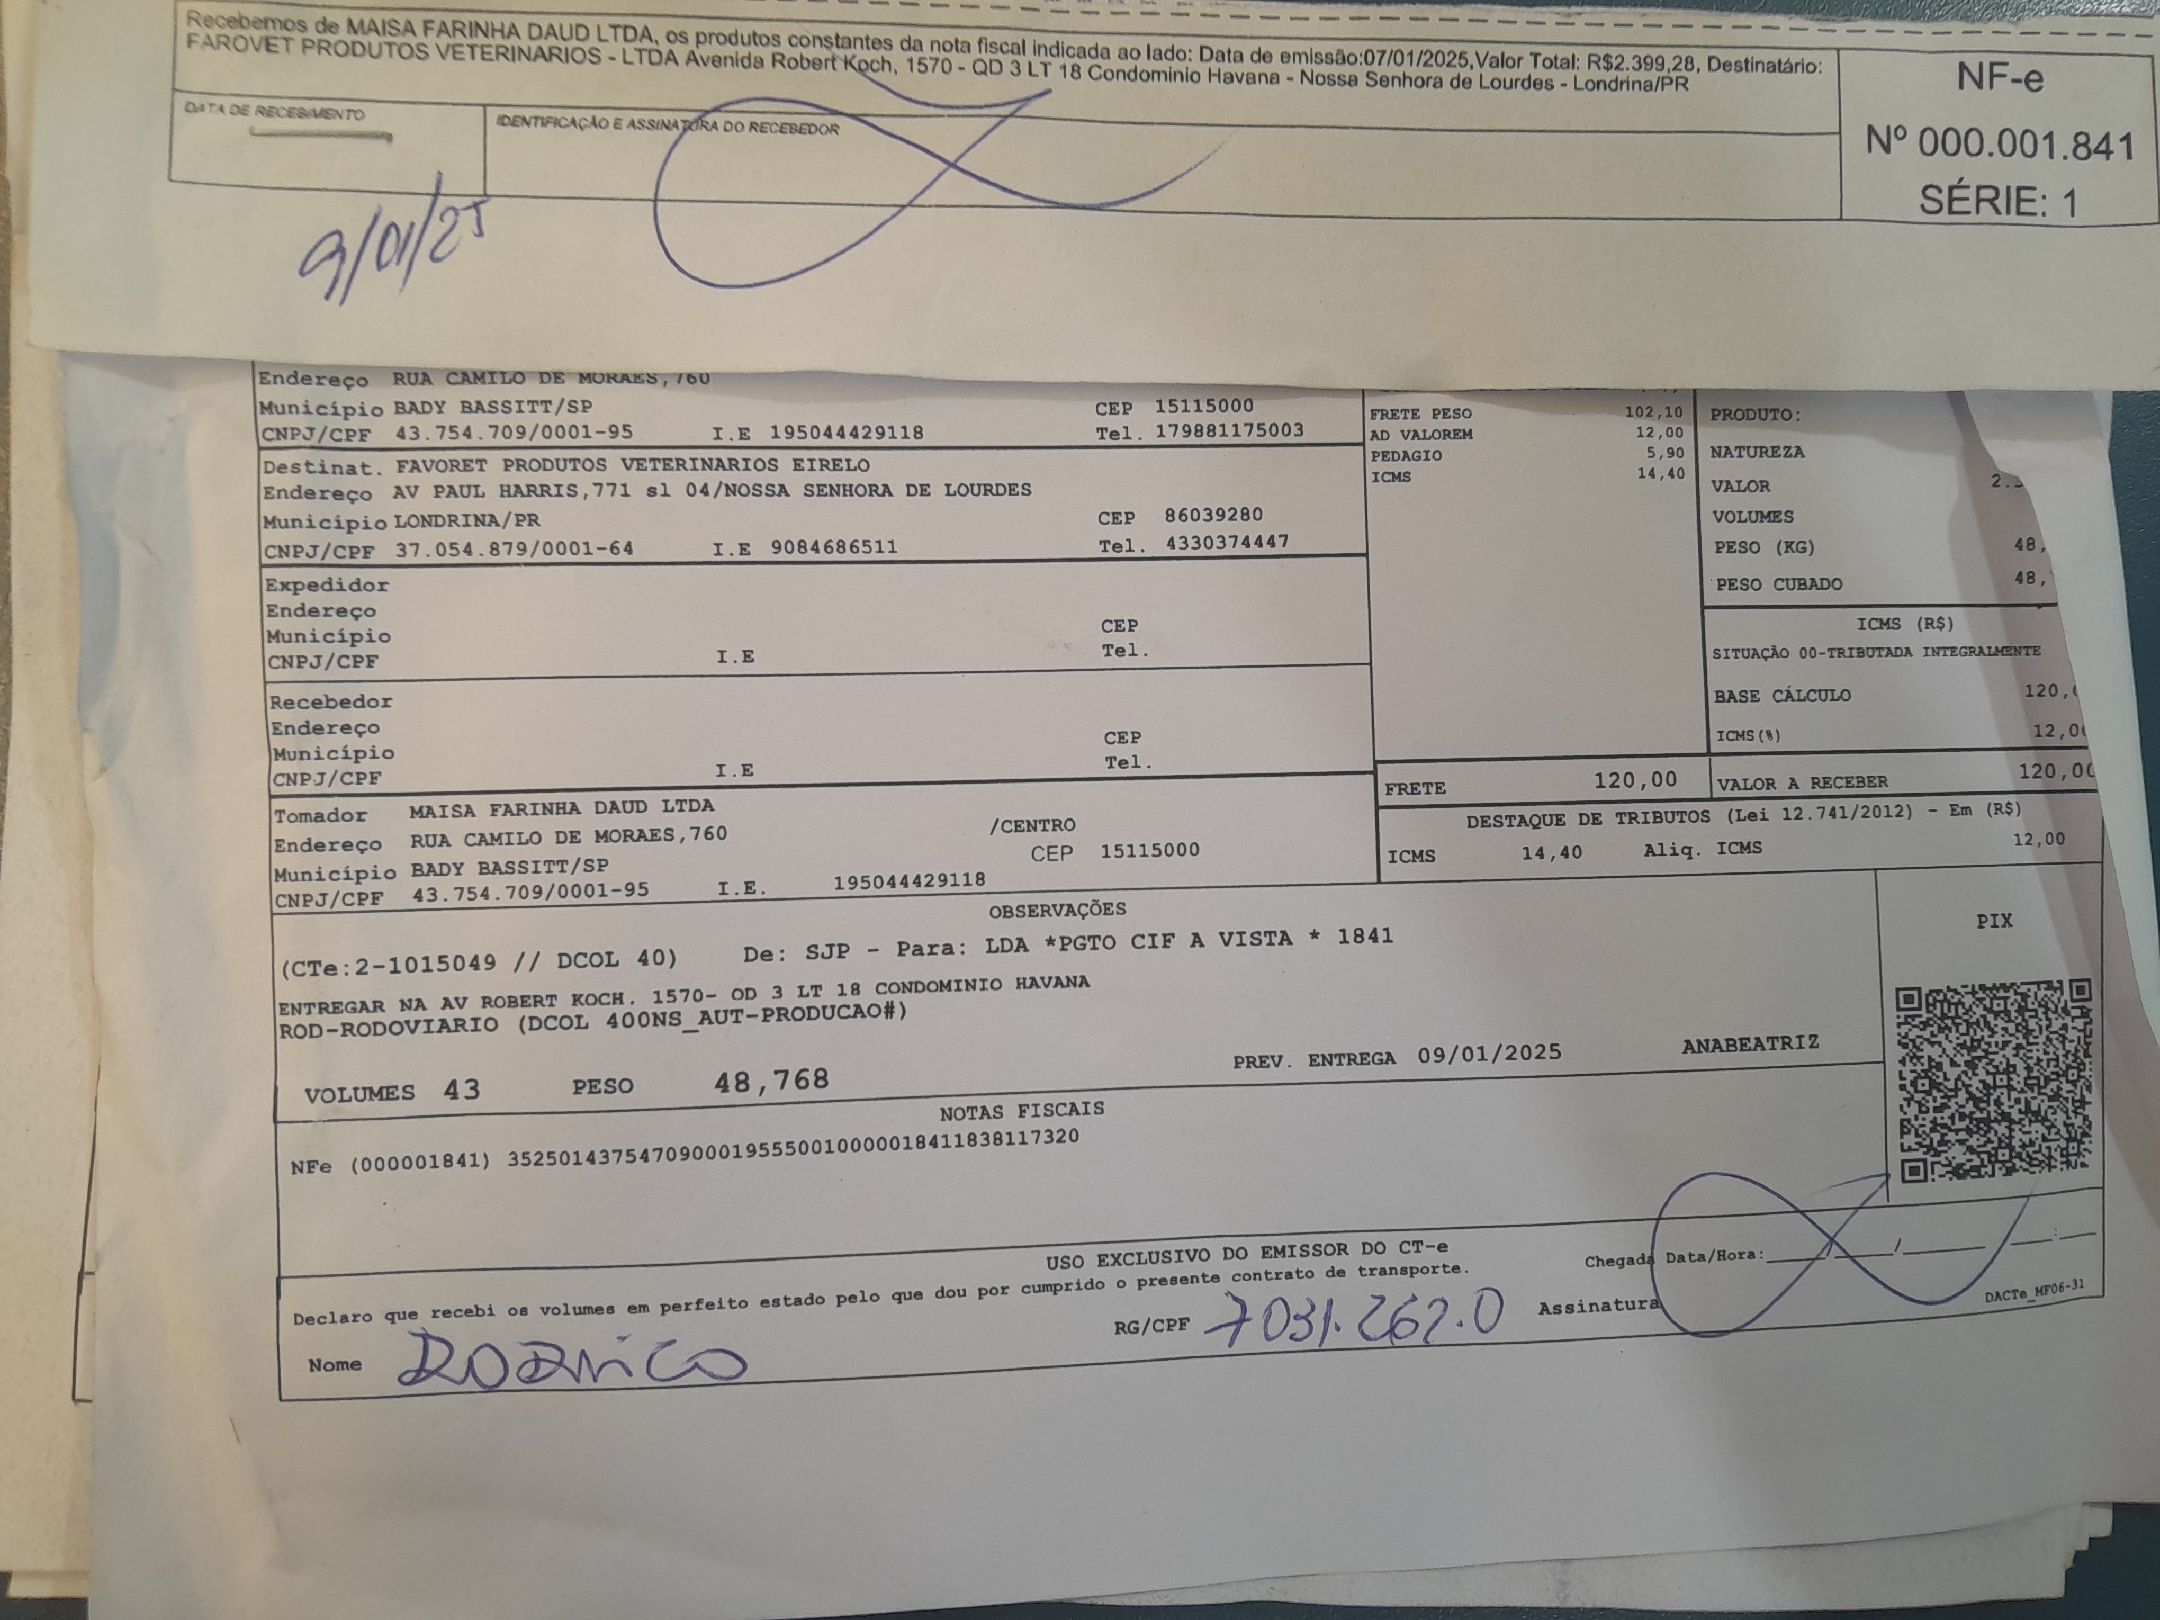 Recebemos de MAISA FARINHA DAUD LTDA, os produtos constantes da nota fiscal indicada ao lado: Data de emissão:07/01/2025,Valor Total: R$2.399,28, Destinatário:
FAROVET PRODUTOS VETERINARIOS - LTDA Avenida Robert Koch, 1570 - QD 3 LT 18 Condominio Havana - Nossa Senhora de Lourdes - Londrina/PR
NF-e
Nº 000.001.841
SÉRIE: 1
DATA DE RECEBIMENTO
IDENTIFICAÇÃO E ASSINATURA DO RECEBEDOR
9/01/25
Endereço RUA CAMILO DE MORAES,760
Município BADY BASSITT/SP CEP 15115000
CNPJ/CPF 43.754.709/0001-95 I.E 195044429118 Tel. 179881175003
Destinat. FAVORET PRODUTOS VETERINARIOS EIRELO
Endereço AV PAUL HARRIS,771 sl 04/NOSSA SENHORA DE LOURDES
Município LONDRINA/PR CEP 86039280
CNPJ/CPF 37.054.879/0001-64 I.E 9084686511 Tel. 4330374447
Expedidor
Endereço
Município CEP
CNPJ/CPF I.E Tel.
Recebedor
Endereço
Município CEP
CNPJ/CPF I.E Tel.
Tomador MAISA FARINHA DAUD LTDA
Endereço RUA CAMILO DE MORAES,760 /CENTRO
Município BADY BASSITT/SP CEP 15115000
CNPJ/CPF 43.754.709/0001-95 I.E. 195044429118
FRETE PESO 102,10
AD VALOREM 12,00
PEDAGIO 5,90
ICMS 14,40
PRODUTO:
NATUREZA
VALOR
VOLUMES
PESO (KG) 48,
PESO CUBADO 48,
ICMS (R$)
SITUAÇÃO 00-TRIBUTADA INTEGRALMENTE
BASE CÁLCULO 120,
ICMS(%) 12,0
FRETE 120,00 VALOR A RECEBER 120,00
DESTAQUE DE TRIBUTOS (Lei 12.741/2012) - Em (R$)
ICMS 14,40 Aliq. ICMS 12,00
OBSERVAÇÕES
(CTe:2-1015049 // DCOL 40) De: SJP - Para: LDA *PGTO CIF A VISTA * 1841
ENTREGAR NA AV ROBERT KOCH. 1570- OD 3 LT 18 CONDOMINIO HAVANA
ROD-RODOVIARIO (DCOL 400NS_AUT-PRODUCAO#)
VOLUMES 43 PESO 48,768 PREV. ENTREGA 09/01/2025 ANABEATRIZ
PIX
NOTAS FISCAIS
NFe (000001841) 35250143754709000195550010000018411838117320
USO EXCLUSIVO DO EMISSOR DO CT-e
Declaro que recebi os volumes em perfeito estado pelo que dou por cumprido o presente contrato de transporte.
Chegada Data/Hora:____/____/______ ___:___
Nome RODRIGO RG/CPF 7031.262.0 Assinatura
DACTe_MF06-31